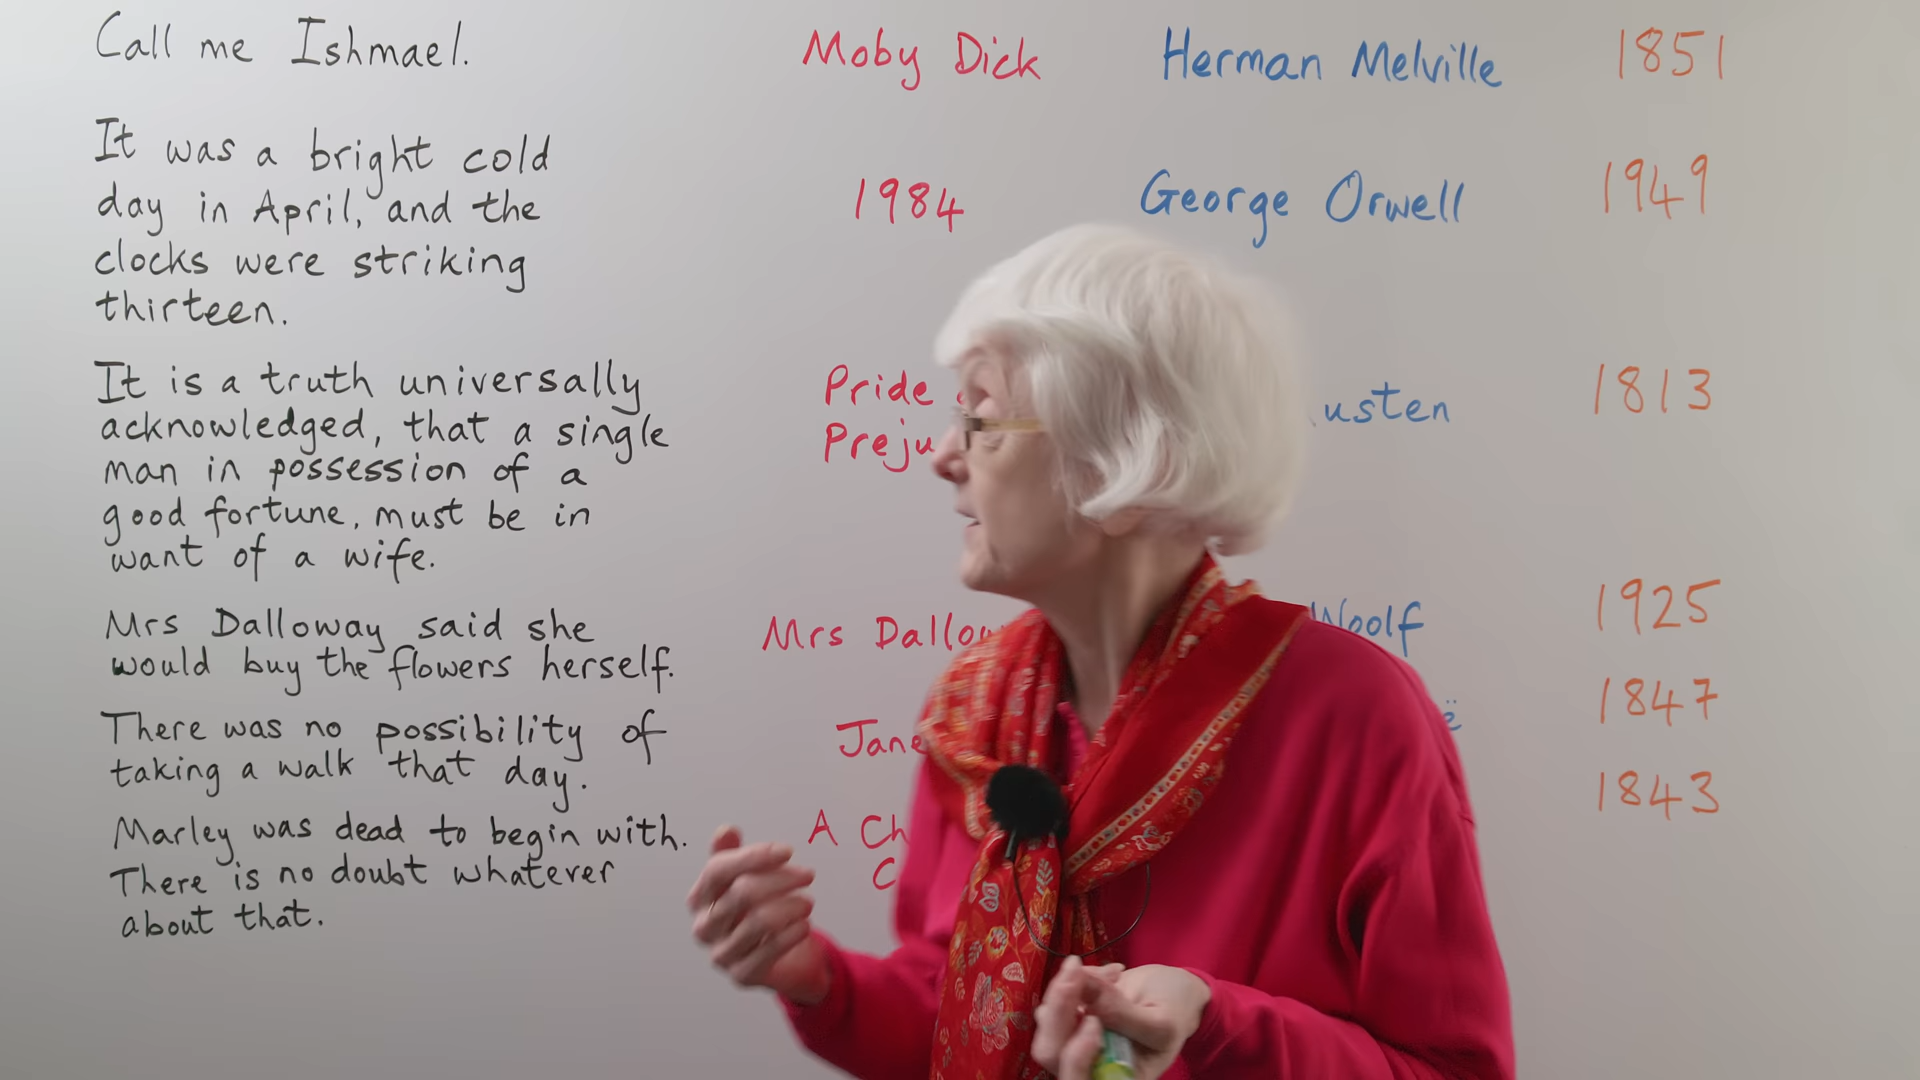 Call me Ishmael.
Moby Dick
Herman Melville
1851
It was a bright cold
day in April, and the
clocks were striking
thirteen.
1984
George Orwell
1949
It is a truth universally
acknowledged, that a single
man in possession of a
good fortune, must be in
want of a wife.
Pride
Preju
usten
1813
Mrs Dalloway said she
would buy the flowers herself.
Mrs Dallow
Woolf
1925
There was no possibility of
taking a walk that day.
Jane
ë
1847
Marley was dead to begin with.
There is no doubt whatever
about that.
A Ch
C
1843